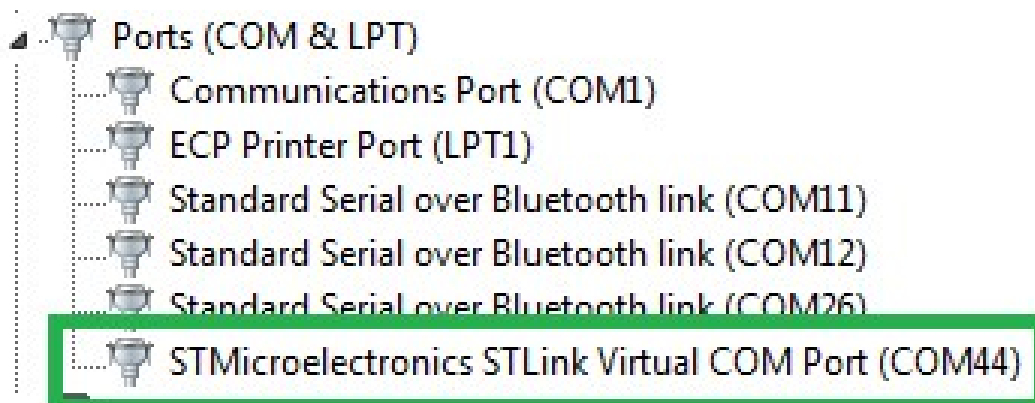 Ports (COM & LPT)
Communications Port (COM1)
ECP Printer Port (LPT1)
Standard Serial over Bluetooth link (COM11)
Standard Serial over Bluetooth link (COM12)
Standard Serial over Bluetooth link (COM26)
STMicroelectronics STLink Virtual COM Port (COM44)